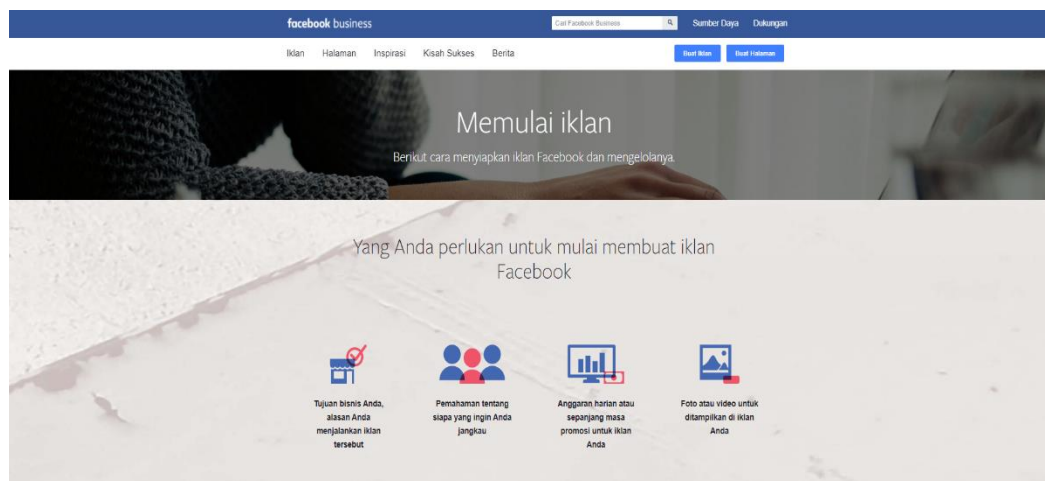 facebook business
Cari Facebook Business
Sumber Daya
Dukungan
Iklan
Halaman
Inspirasi
Kisah Sukses
Berita
Buat Iklan
Buat Halaman
Memulai iklan
Berikut cara menyiapkan iklan Facebook dan mengelolanya.
Yang Anda perlukan untuk mulai membuat iklan
Facebook
Tujuan bisnis Anda,
alasan Anda
menjalankan iklan
tersebut
Pemahaman tentang
siapa yang ingin Anda
jangkau
Anggaran harian atau
sepanjang masa
promosi untuk iklan
Anda
Foto atau video untuk
ditampilkan di iklan
Anda